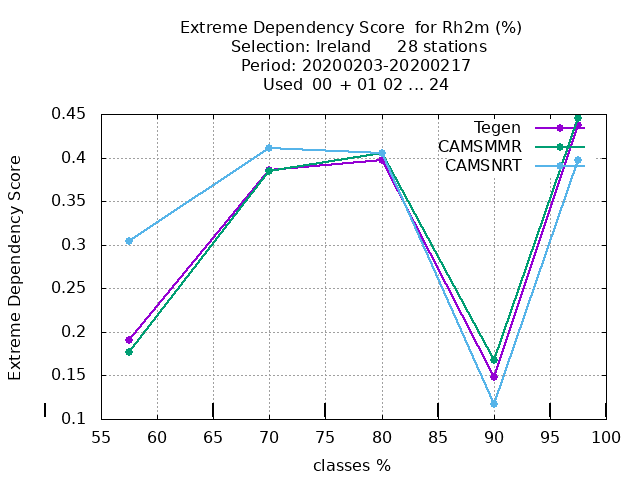 Extreme Dependency Score  for Rh2m (%)
Selection: Ireland     28 stations
Period: 20200203-20200217
Used  00 + 01 02 ... 24
Extreme Dependency Score
0.45
0.4
0.35
0.3
0.25
0.2
0.15
0.1
Tegen
CAMSMMR
CAMSNRT
55 60 65 70 75 80 85 90 95 100
classes %